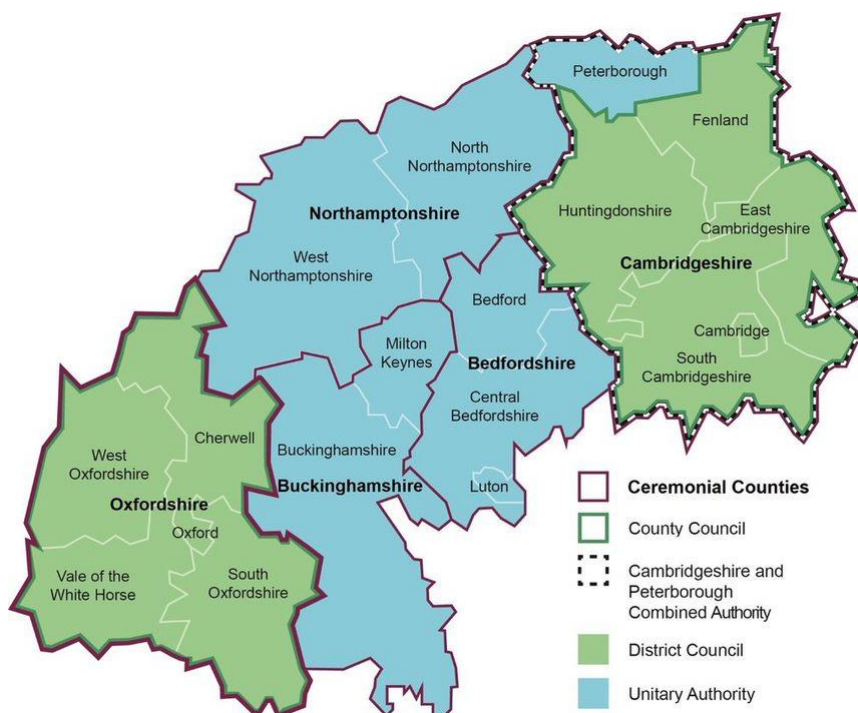 Peterborough
Fenland
North
Northamptonshire
Northamptonshire
Huntingdonshire
East
Cambridgeshire
West
Northamptonshire
Cambridgeshire
Bedford
Milton
Keynes
Cambridge
Bedfordshire
South
Cambridgeshire
Central
Bedfordshire
Cherwell
Buckinghamshire
West
Oxfordshire
Buckinghamshire
Luton
Oxfordshire
Oxford
Vale of the
White Horse
South
Oxfordshire
Ceremonial Counties
County Council
Cambridgeshire and
Peterborough
Combined Authority
District Council
Unitary Authority